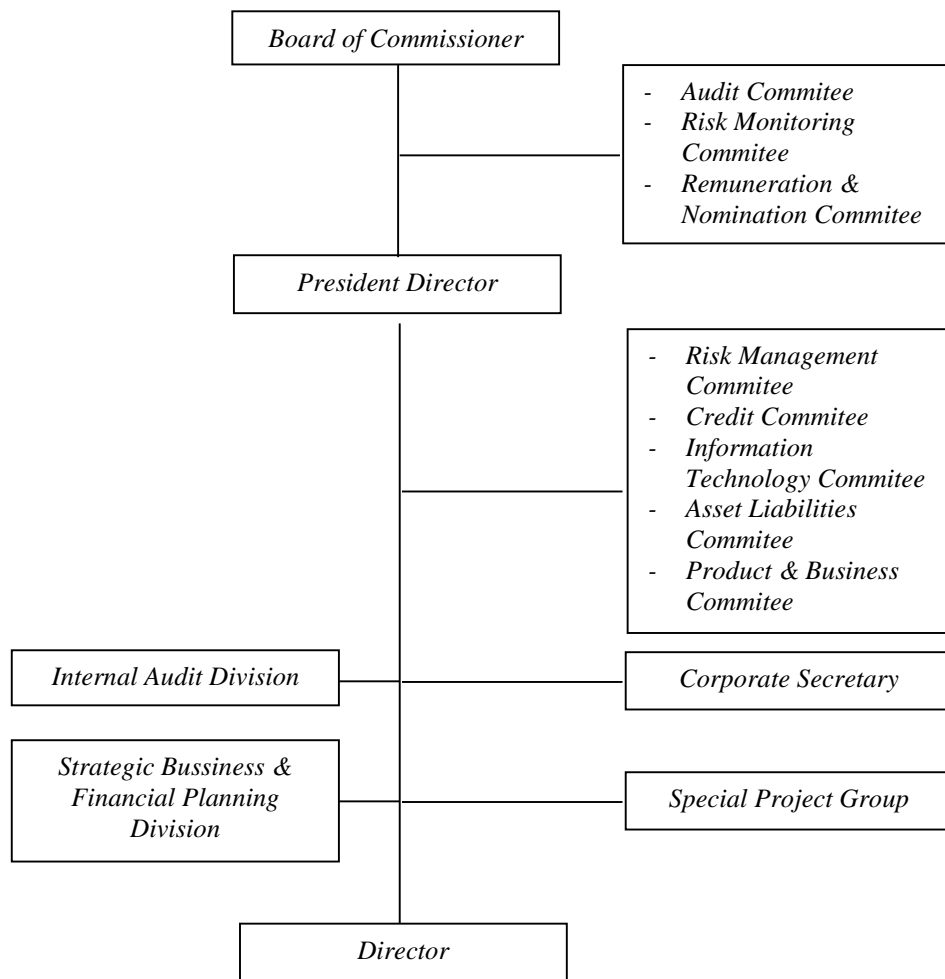 Board of Commissioner
- Audit Commitee
- Risk Monitoring
Commitee
- Remuneration &
Nomination Commitee
President Director
- Risk Management
Commitee
- Credit Commitee
- Information
Technology Commitee
- Asset Liabilities
Commitee
- Product & Business
Commitee
Internal Audit Division
Corporate Secretary
Strategic Bussiness &
Financial Planning
Division
Special Project Group
Director